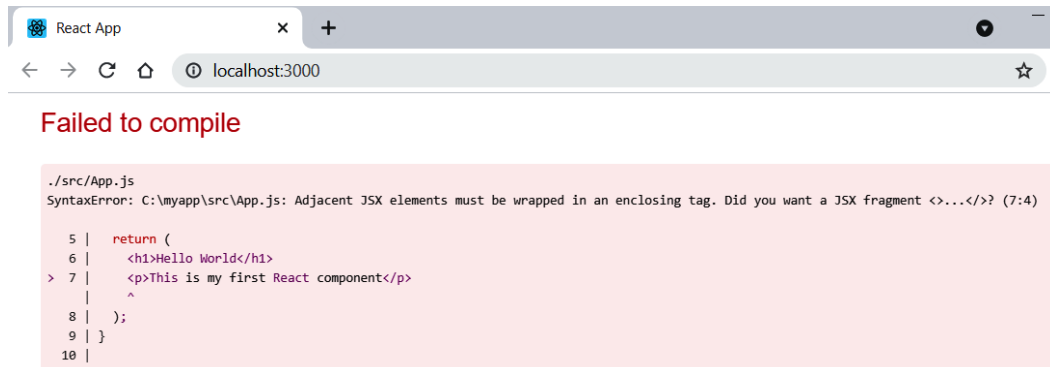 React App
localhost:3000
Failed to compile
./src/App.js
SyntaxError: C:\myapp\src\App.js: Adjacent JSX elements must be wrapped in an enclosing tag. Did you want a JSX fragment <>...</>? (7:4)
   5 |   return (
   6 |     <h1>Hello World</h1>
>  7 |     <p>This is my first React component</p>
     |     ^
   8 |   );
   9 | }
  10 |